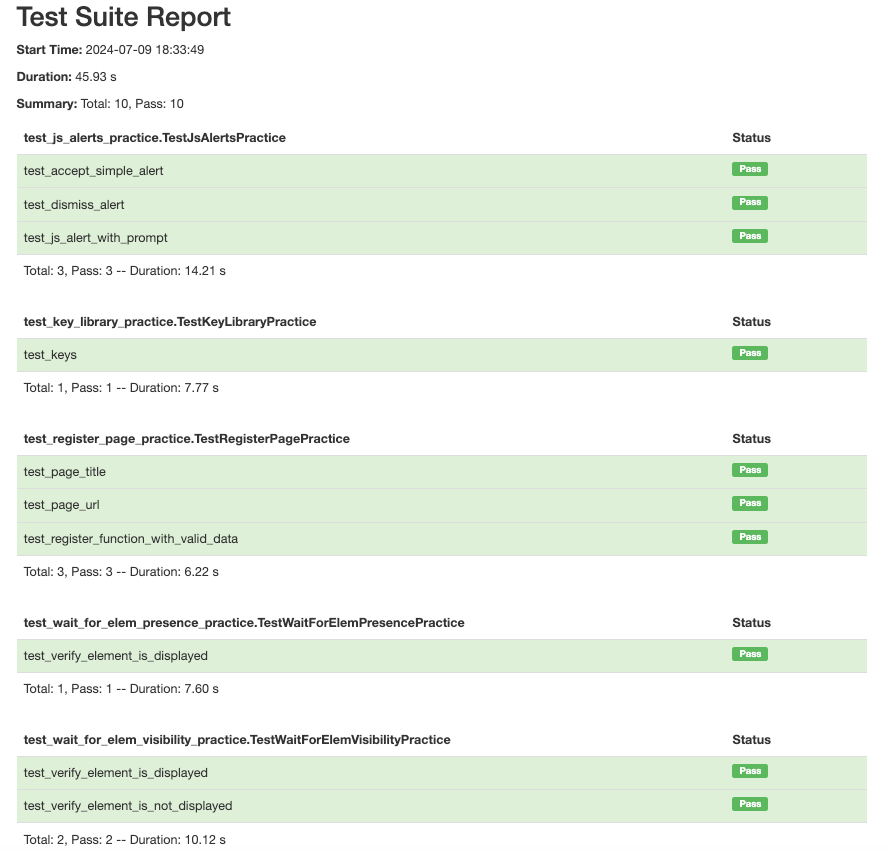 Test Suite Report
Start Time: 2024-07-09 18:33:49
Duration: 45.93 s
Summary: Total: 10, Pass: 10
test_js_alerts_practice.TestJsAlertsPractice Status
test_accept_simple_alert Pass
test_dismiss_alert Pass
test_js_alert_with_prompt Pass
Total: 3, Pass: 3 -- Duration: 14.21 s
test_key_library_practice.TestKeyLibraryPractice Status
test_keys Pass
Total: 1, Pass: 1 -- Duration: 7.77 s
test_register_page_practice.TestRegisterPagePractice Status
test_page_title Pass
test_page_url Pass
test_register_function_with_valid_data Pass
Total: 3, Pass: 3 -- Duration: 6.22 s
test_wait_for_elem_presence_practice.TestWaitForElemPresencePractice Status
test_verify_element_is_displayed Pass
Total: 1, Pass: 1 -- Duration: 7.60 s
test_wait_for_elem_visibility_practice.TestWaitForElemVisibilityPractice Status
test_verify_element_is_displayed Pass
test_verify_element_is_not_displayed Pass
Total: 2, Pass: 2 -- Duration: 10.12 s